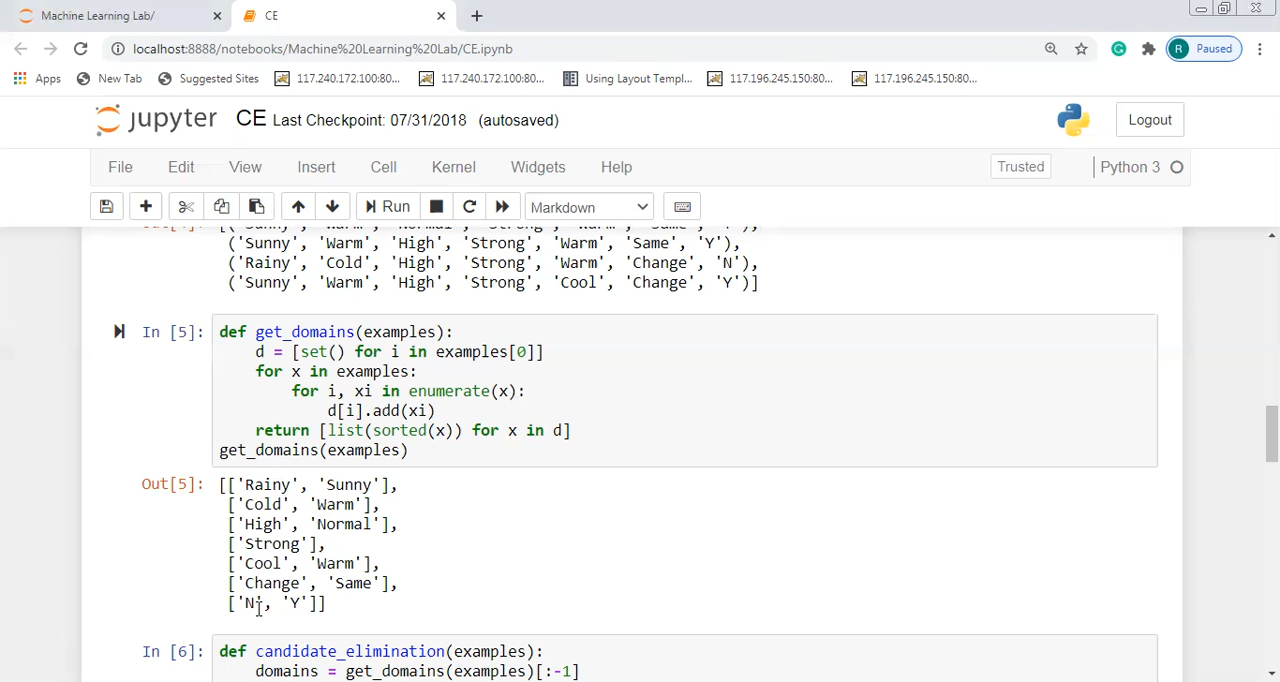 Machine Learning Lab/
CE
localhost:8888/notebooks/Machine%20Learning%20Lab/CE.ipynb
R Paused
Apps New Tab Suggested Sites 117.240.172.100:80... 117.240.172.100:80... Using Layout Templ... 117.196.245.150:80... 117.196.245.150:80...
jupyter CE Last Checkpoint: 07/31/2018 (autosaved) Logout
File Edit View Insert Cell Kernel Widgets Help Trusted Python 3
Run Markdown
('Sunny', 'Warm', 'High', 'Strong', 'Warm', 'Same', 'Y'),
('Rainy', 'Cold', 'High', 'Strong', 'Warm', 'Change', 'N'),
('Sunny', 'Warm', 'High', 'Strong', 'Cool', 'Change', 'Y')]
In [5]: def get_domains(examples):
d = [set() for i in examples[0]]
for x in examples:
for i, xi in enumerate(x):
d[i].add(xi)
return [list(sorted(x)) for x in d]
get_domains(examples)
Out[5]: [['Rainy', 'Sunny'],
['Cold', 'Warm'],
['High', 'Normal'],
['Strong'],
['Cool', 'Warm'],
['Change', 'Same'],
['N', 'Y']]
In [6]: def candidate_elimination(examples):
domains = get_domains(examples)[:-1]